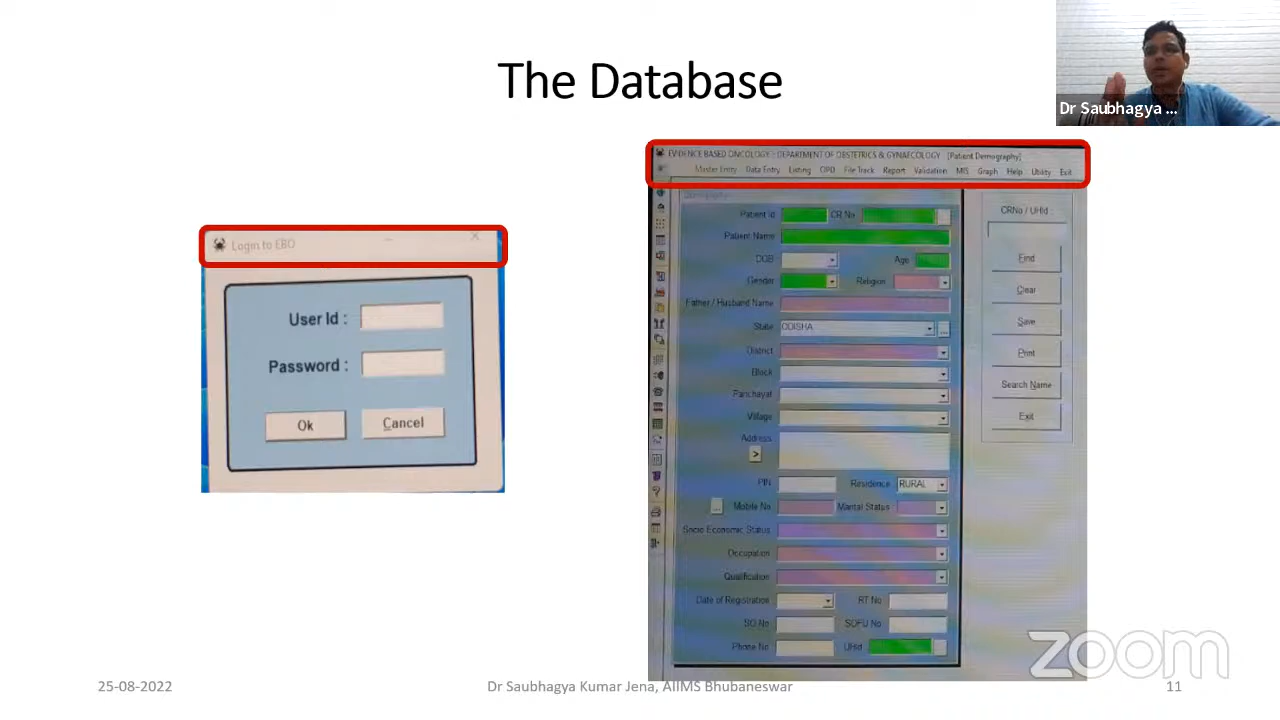 The Database
Dr Saubhagya ...
Login to EBO
User Id :
Password :
Ok
Cancel
EVIDENCE BASED ONCOLOGY - DEPARTMENT OF OBSTETRICS & GYNAECOLOGY - [Patient Demography]
Master Entry Data Entry Listing OPD File Track Report Validation MIS Graph Help Utility Exit
Patient Id CR No
Patient Name
DOB Age
Gender Religion
Father / Husband Name
State ODISHA ...
District
Block
Panchayat
Village
Address
>
PIN Residence RURAL
... Mobile No Marital Status
Socio Economic Status
Occupation
Qualification
Date of Registration RT No
SO No SOFU No
Phone No UHid
CRNo / UHId :
Find
Clear
Save
Print
Search Name
Exit
zoom
25-08-2022
Dr Saubhagya Kumar Jena, AIIMS Bhubaneswar
11